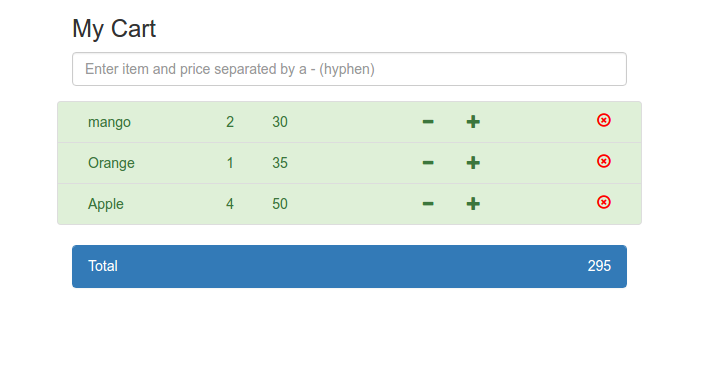 My Cart
Enter item and price separated by a - (hyphen)
mango 2 30
Orange 1 35
Apple 4 50
Total 295